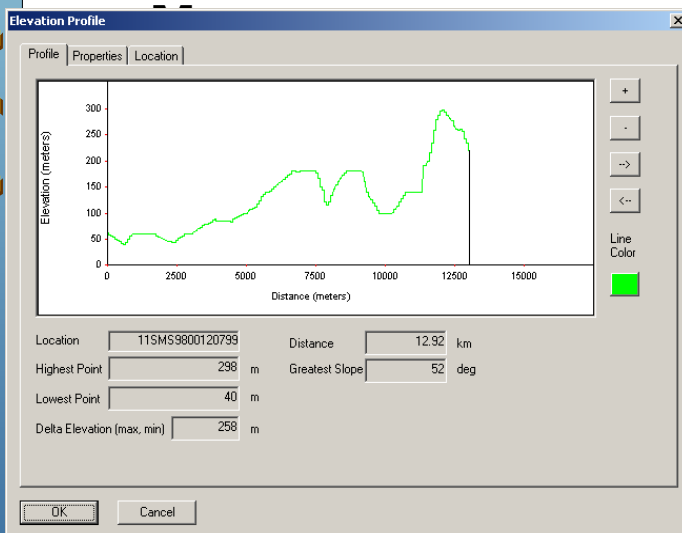 Elevation Profile
Profile Properties Location
Elevation (meters)
300
250
200
150
100
50
0
0 2500 5000 7500 10000 12500 15000
Distance (meters)
+
-
-->
<--
Line
Color
Location 11SMS9800120799
Highest Point 298 m
Lowest Point 40 m
Delta Elevation (max, min) 258 m
Distance 12.92 km
Greatest Slope 52 deg
OK Cancel